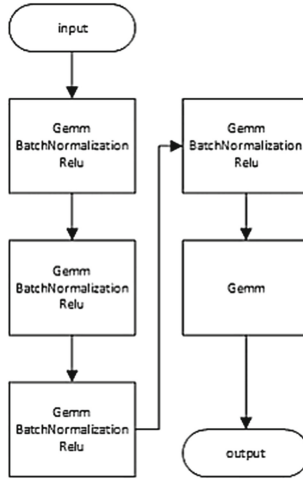 input
Gemm
BatchNormalization
Relu
Gemm
BatchNormalization
Relu
Gemm
BatchNormalization
Relu
Gemm
BatchNormalization
Relu
Gemm
output